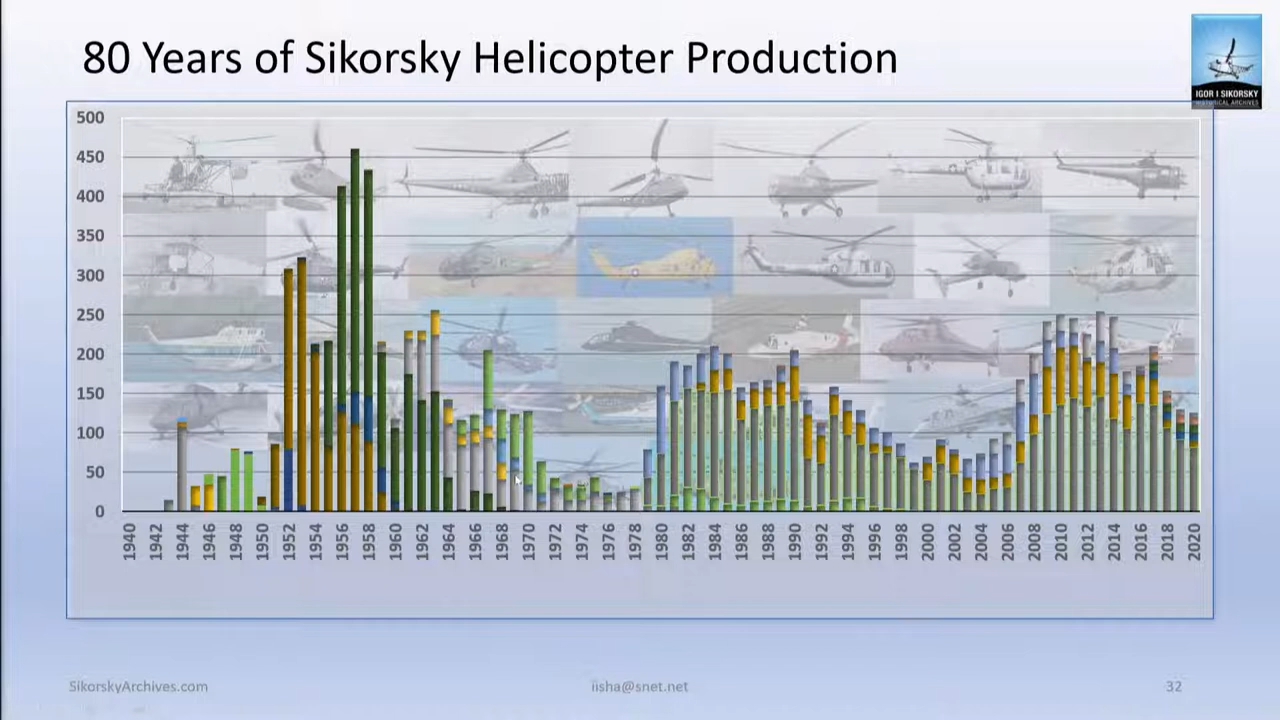 80 Years of Sikorsky Helicopter Production
IGOR I SIKORSKY
HISTORICAL ARCHIVES
500
450
400
350
300
250
200
150
100
50
0
1940 1942 1944 1946 1948 1950 1952 1954 1956 1958 1960 1962 1964 1966 1968 1970 1972 1974 1976 1978 1980 1982 1984 1986 1988 1990 1992 1994 1996 1998 2000 2002 2004 2006 2008 2010 2012 2014 2016 2018 2020
SikorskyArchives.com iisha@snet.net 32